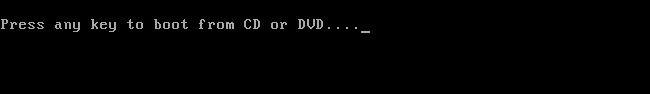 Press any key to boot from CD or DVD...._